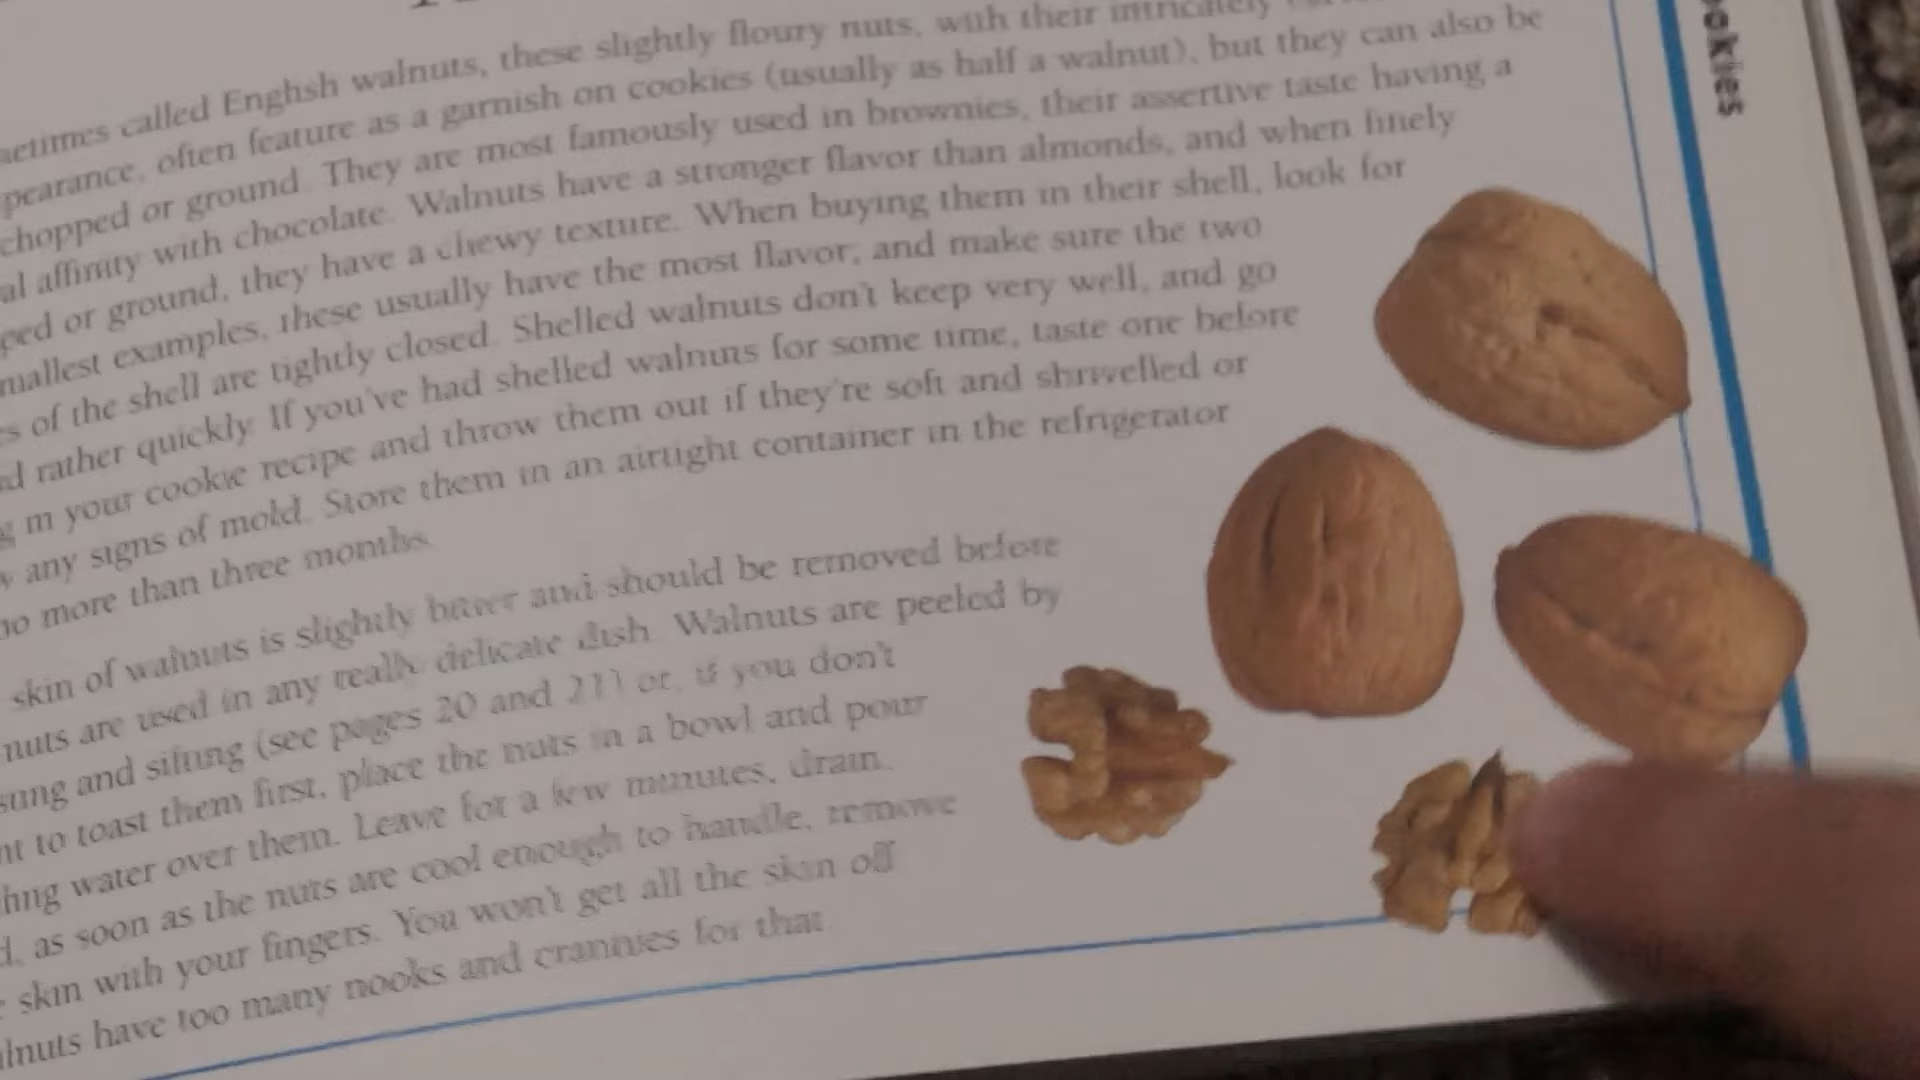 called English walnuts, these slightly floury nuts, with their intricately
often feature as a garnish on cookies (usually as half a walnut), but they can also be
chopped or ground. They are most famously used in brownies, their assertive taste having a
affinity with chocolate. Walnuts have a stronger flavor than almonds, and when finely
or ground, they have a chewy texture. When buying them in their shell, look for
examples, these usually have the most flavor, and make sure the two
of the shell are tightly closed. Shelled walnuts don't keep very well, and go
rather quickly. If you've had shelled walnuts for some time, taste one before
in your cookie recipe and throw them out if they're soft and shrivelled or
any signs of mold. Store them in an airtight container in the refrigerator
more than three months.
skin of walnuts is slightly bitter and should be removed before
nuts are used in any really delicate dish. Walnuts are peeled by
and sifting (see pages 20 and 21) or, if you don't
to toast them first, place the nuts in a bowl and pour
water over them. Leave for a few minutes, drain
as soon as the nuts are cool enough to handle, remove
skin with your fingers. You won't get all the skin off
have too many nooks and crannies for that
ookies